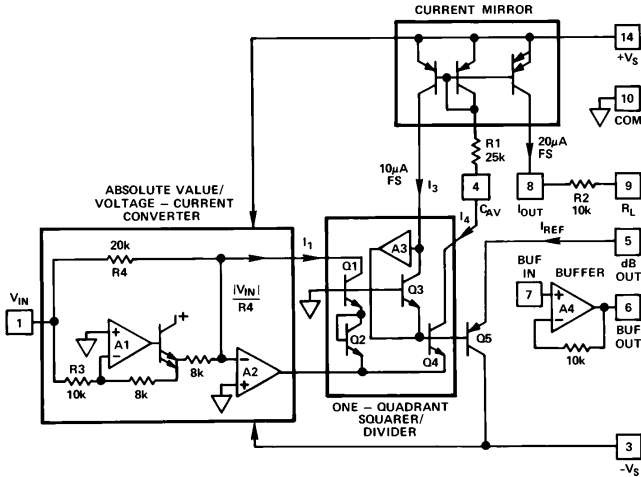 CURRENT MIRROR
14
+VS
10
COM
R1
25k
20µA
FS
10µA
FS
I3
4
CAV
8
IOUT
R2
10k
9
RL
ABSOLUTE VALUE/
VOLTAGE – CURRENT
CONVERTER
I4
IREF
5
dB
OUT
20k
R4
I1
A3
Q1
Q3
BUF
IN
BUFFER
7
+
–
A4
6
BUF
OUT
10k
VIN
1
|VIN|
R4
+
A1
+
–
R3
10k
8k
8k
–
A2
+
Q2
Q4
Q5
ONE – QUADRANT
SQUARER/
DIVIDER
3
–VS